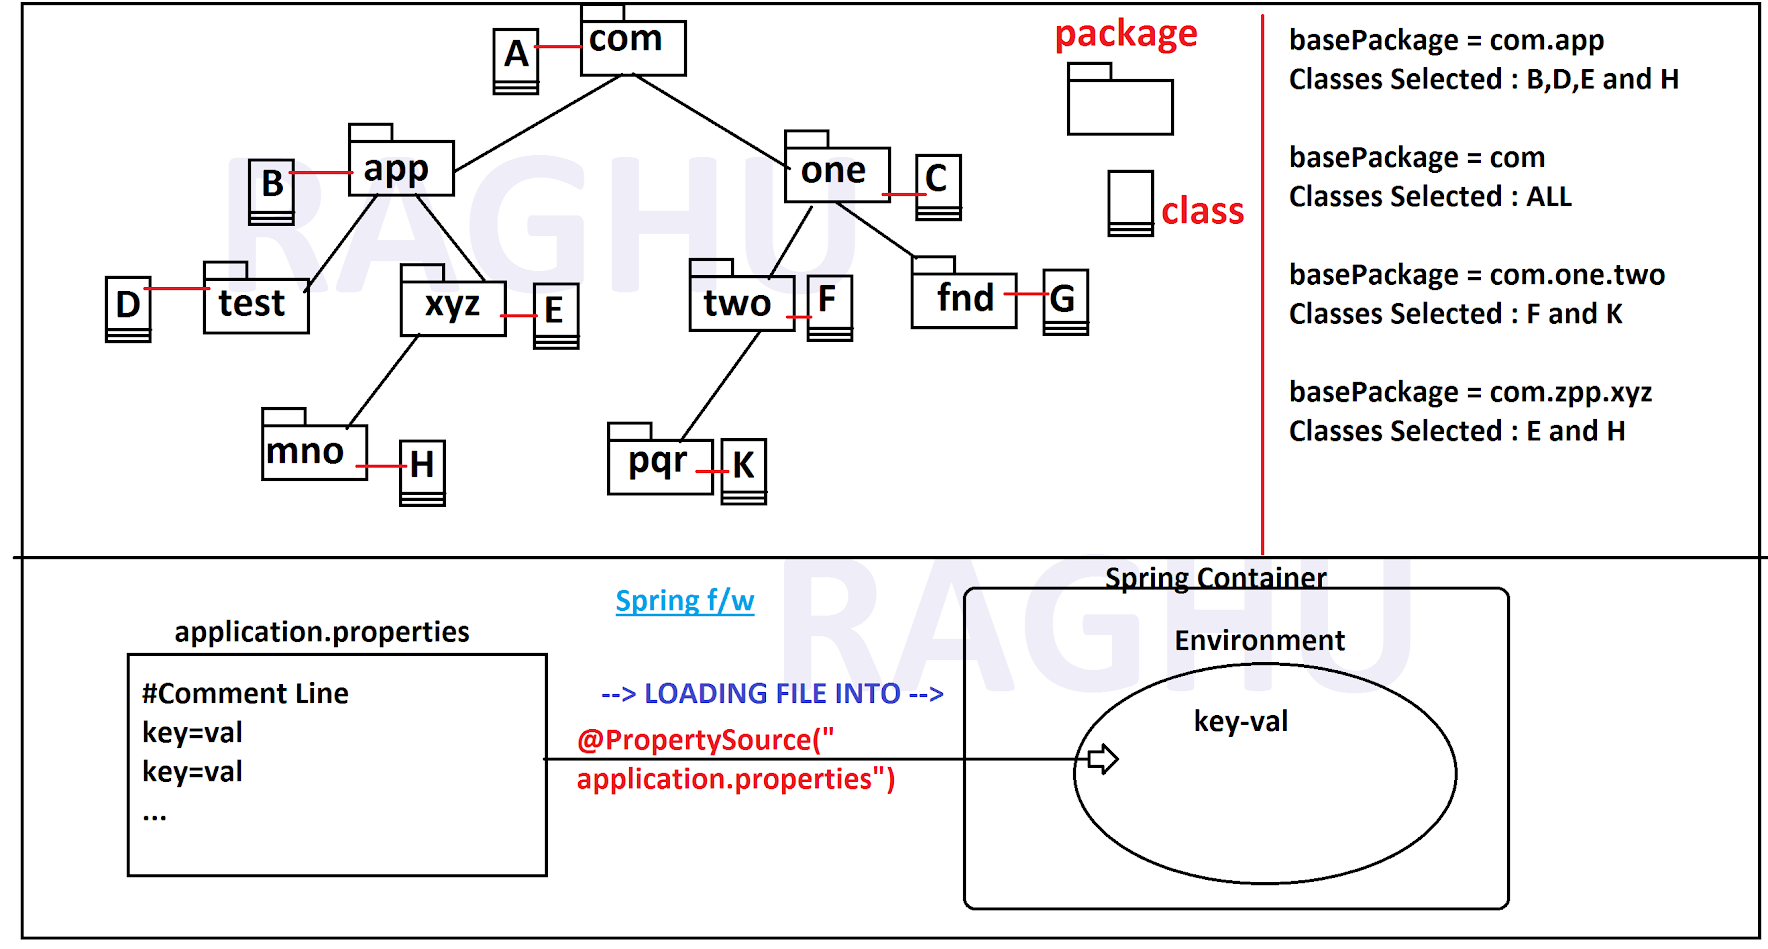 com
A
app
B
one
C
test
D
xyz
E
two
F
fnd
G
mno
H
pqr
K
package
class
basePackage = com.app
Classes Selected : B,D,E and H
basePackage = com
Classes Selected : ALL
basePackage = com.one.two
Classes Selected : F and K
basePackage = com.zpp.xyz
Classes Selected : E and H
RAGHU
Spring f/w
application.properties
#Comment Line
key=val
key=val
...
--> LOADING FILE INTO -->
@PropertySource("
application.properties")
Spring Container
Environment
key-val
RAGHU